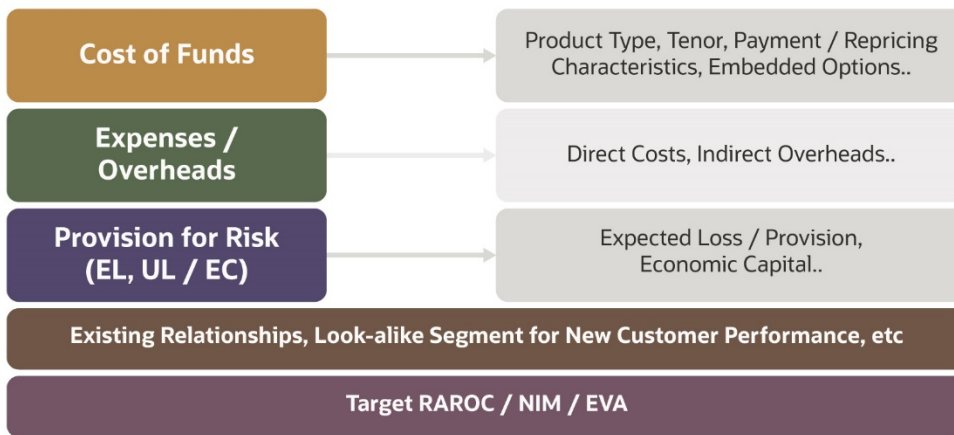 Cost of Funds
Product Type, Tenor, Payment / Repricing
Characteristics, Embedded Options..
Expenses /
Overheads
Direct Costs, Indirect Overheads..
Provision for Risk
(EL, UL / EC)
Expected Loss / Provision,
Economic Capital..
Existing Relationships, Look-alike Segment for New Customer Performance, etc
Target RAROC / NIM / EVA